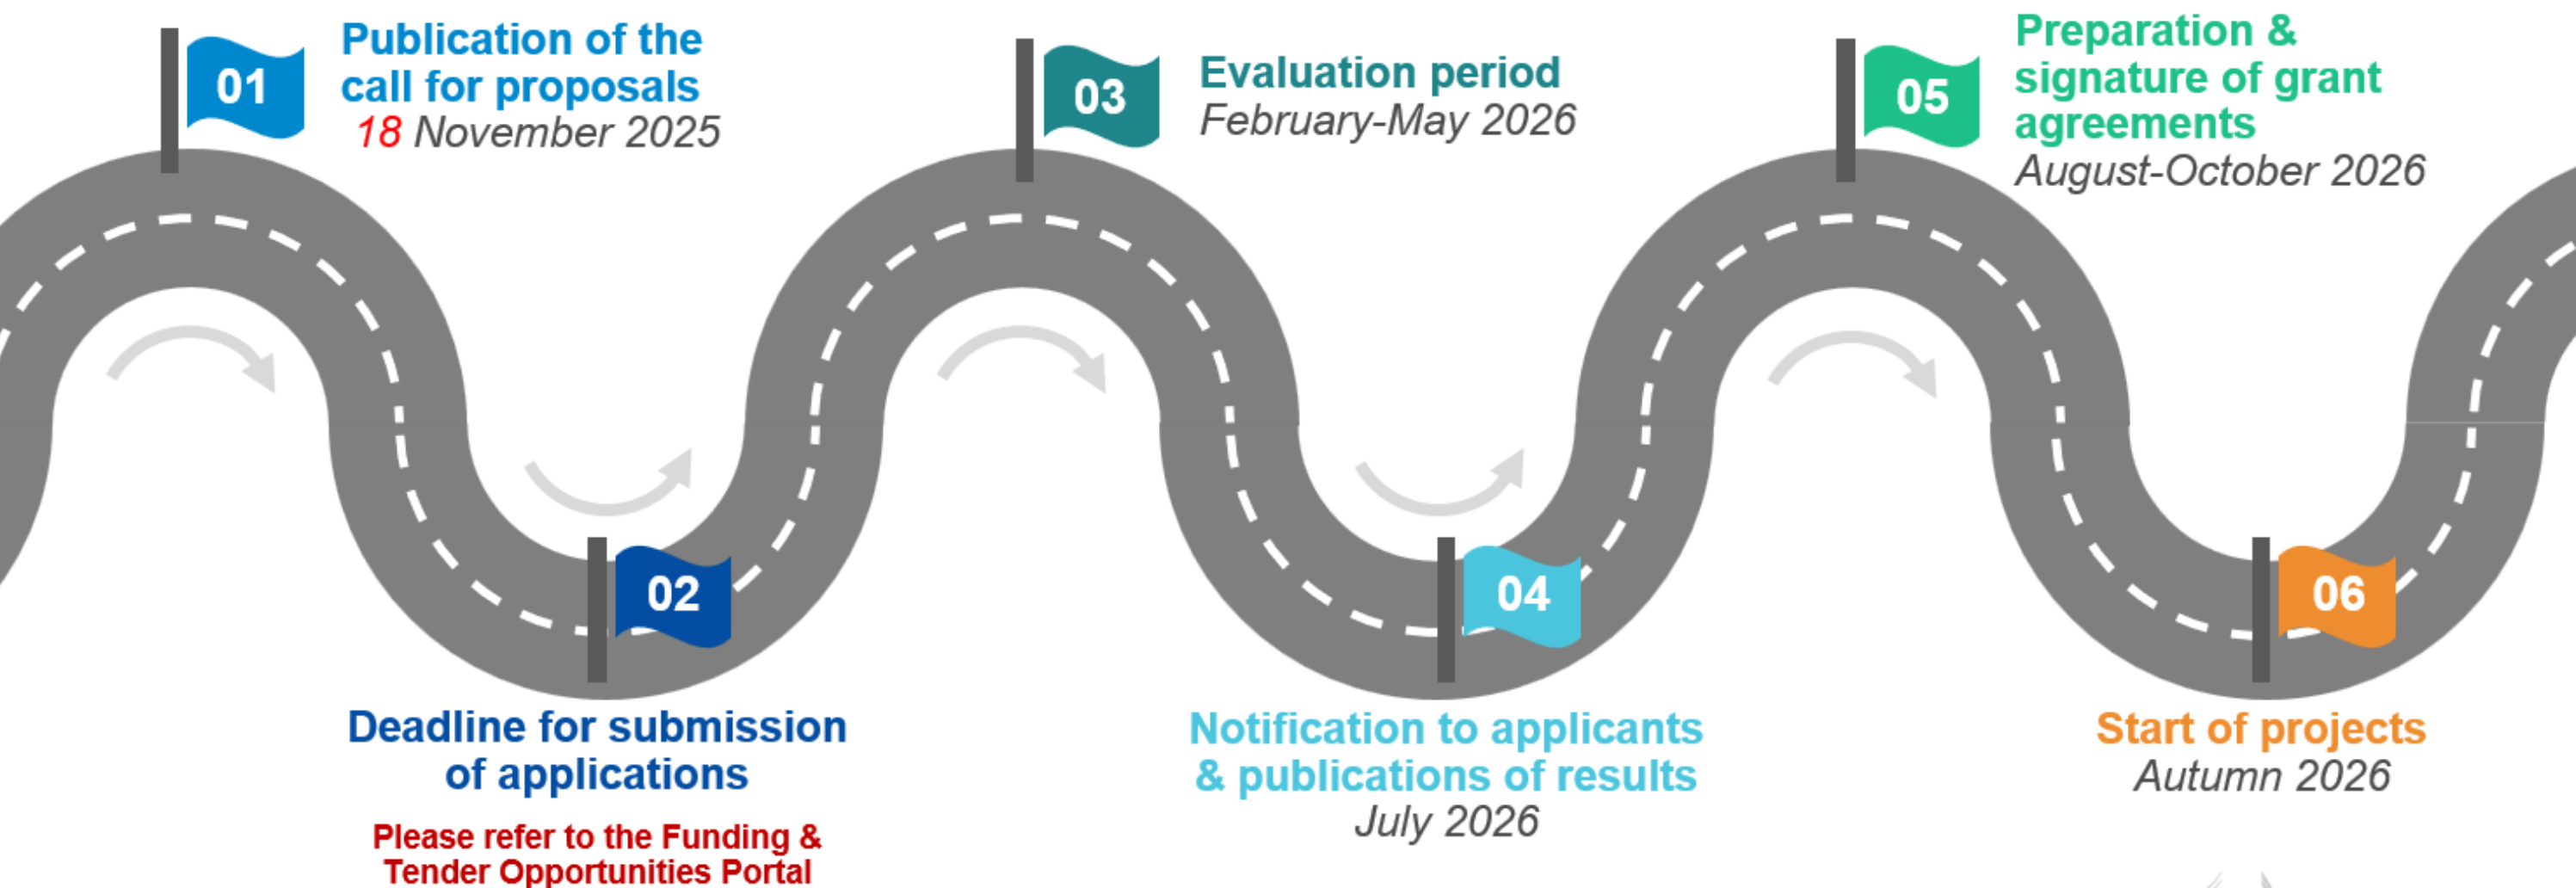 01
Publication of the
call for proposals
18 November 2025
02
Deadline for submission
of applications
Please refer to the Funding &
Tender Opportunities Portal
03
Evaluation period
February-May 2026
04
Notification to applicants
& publications of results
July 2026
05
Preparation &
signature of grant
agreements
August-October 2026
06
Start of projects
Autumn 2026